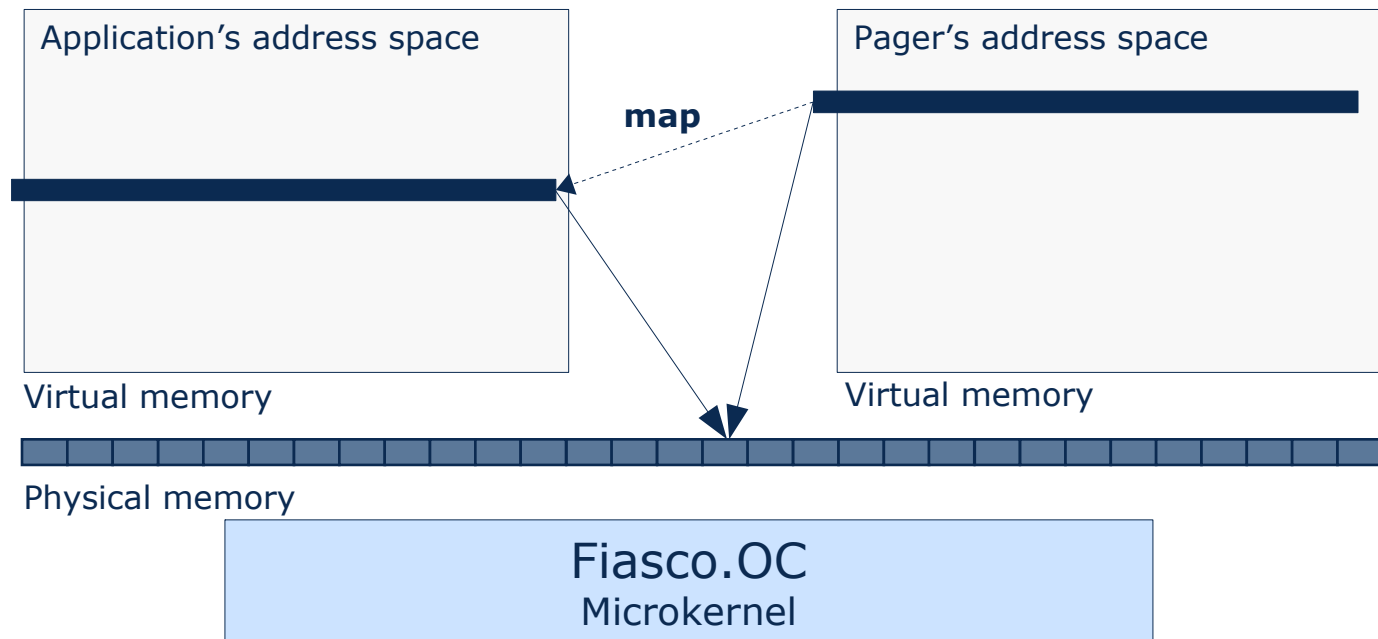 Application’s address space
Pager’s address space
map
Virtual memory
Virtual memory
Physical memory
Fiasco.OC
Microkernel